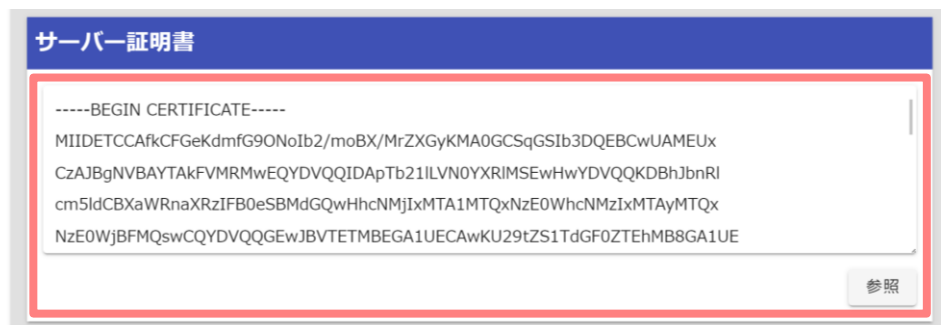 サーバー証明書
-----BEGIN CERTIFICATE-----
MIIDETCCAfkCFGeKdmfG9ONoIb2/moBX/MrZXGyKMA0GCSqGSIb3DQEBCwUAMEUx
CzAJBgNVBAYTAkFVMRMwEQYDVQQIDApTb21lLVN0YXRlMSEwHwYDVQQKDBhJbnRl
cm5ldCBXaWRnaXRzIFB0eSBMdGQwHhcNMjIxMTA1MTQxNzE0WhcNMzIxMTAyMTQx
NzE0WjBFMQswCQYDVQQGEwJBVTETMBEGA1UECAwKU29tZS1TdGF0ZTEhMB8GA1UE
参照